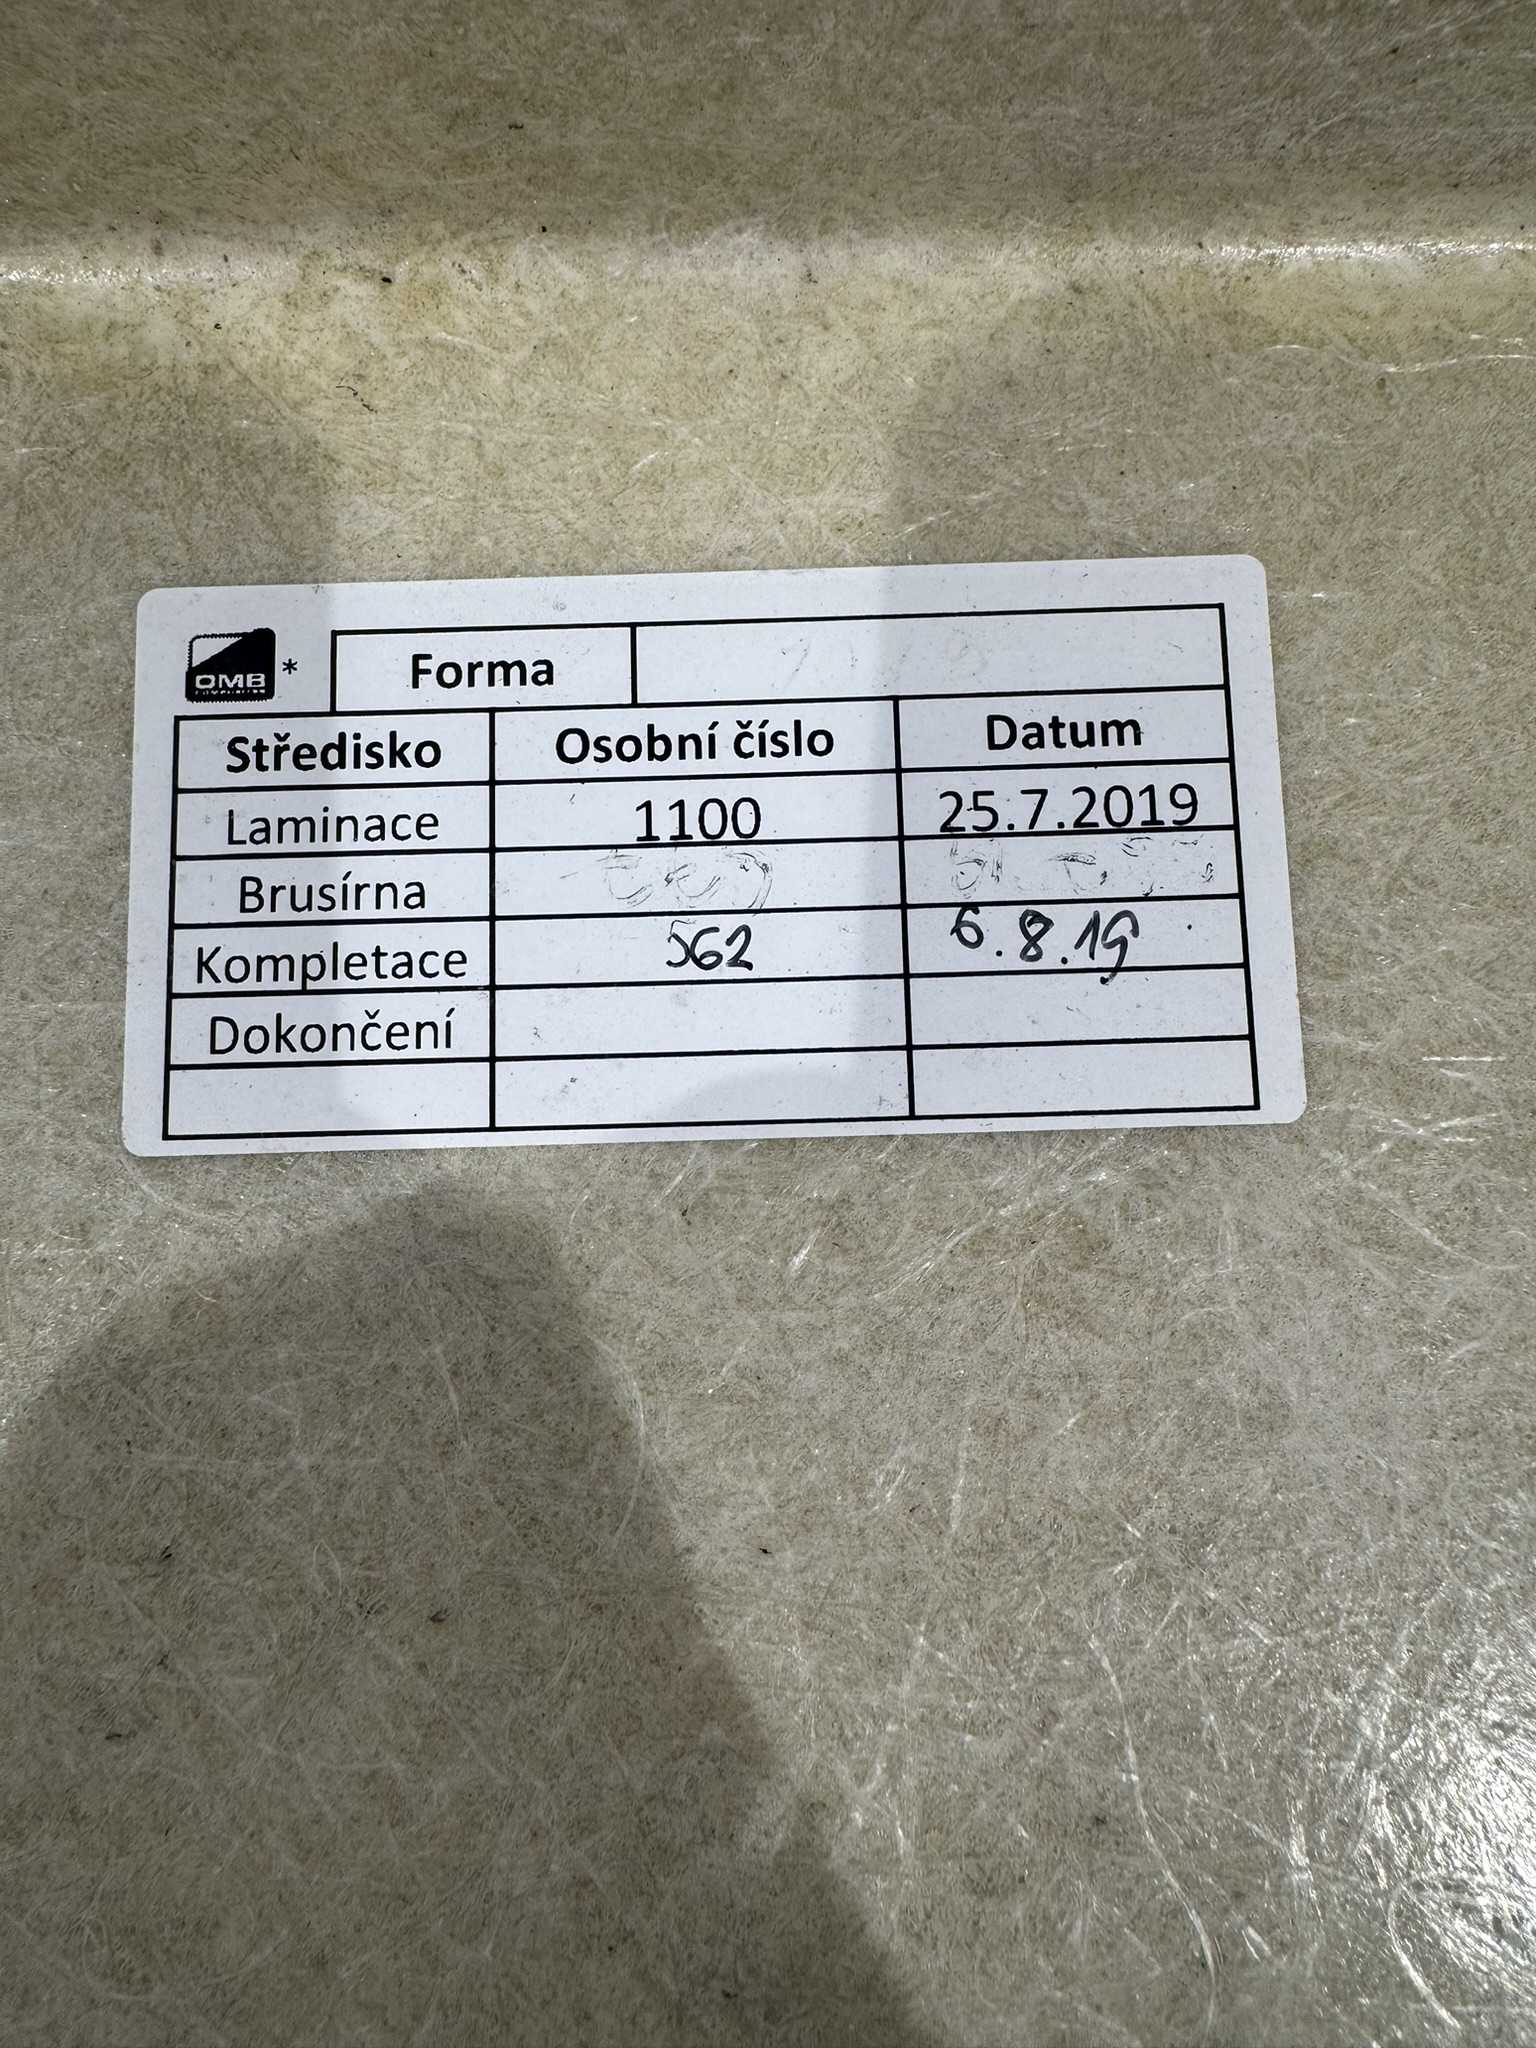 OMB
*
Forma
Středisko Osobní číslo Datum
Laminace 1100 25.7.2019
Brusírna
Kompletace 562 6.8.19
Dokončení